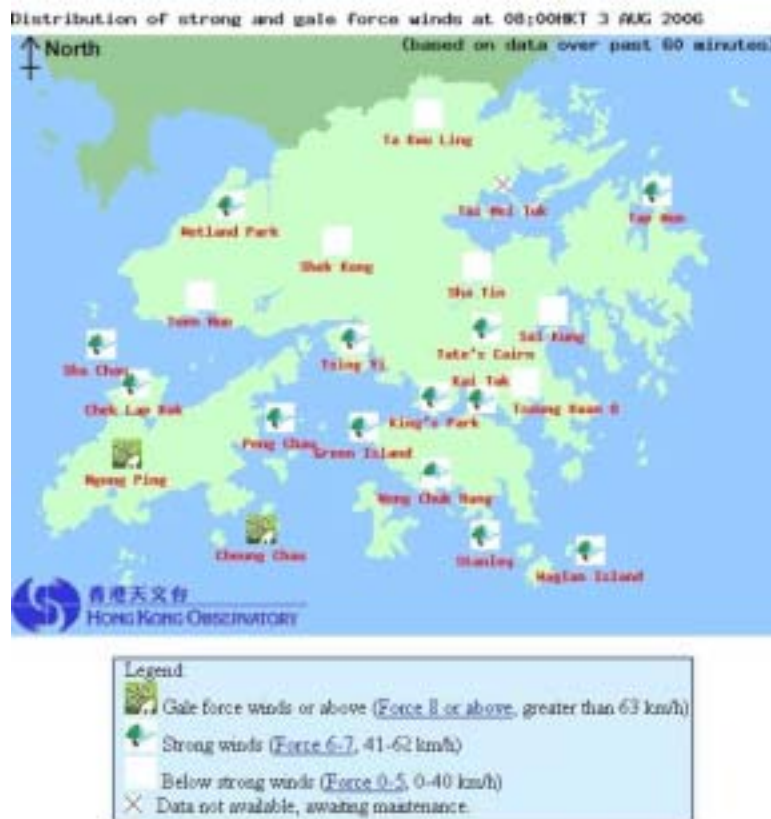 Distribution of strong and gale force winds at 08:00HKT 3 AUG 2006
North
(based on data over past 60 minutes)
Ta Kwu Ling
Tai Mei Tuk
Tap Mun
Wetland Park
Shek Kong
Sha Tin
Tuen Mun
Sai Kung
Sha Chau
Tsing Yi
Tate's Cairn
Kai Tak
Chek Lap Kok
King's Park
Tseung Kwan O
Peng Chau
Green Island
Ngong Ping
Wong Chuk Hang
Cheung Chau
Stanley
Waglan Island
香港天文台
HONG KONG OBSERVATORY
Legend:
Gale force winds or above (Force 8 or above, greater than 63 km/h)
Strong winds (Force 6-7, 41-62 km/h)
Below strong winds (Force 0-5, 0-40 km/h)
Data not available, awaiting maintenance.